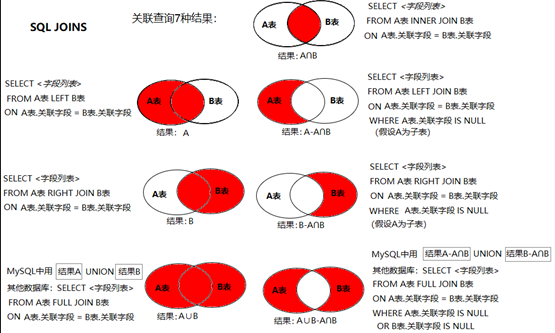 SQL JOINS
关联查询7种结果：
A表
B表
结果：A∩B
SELECT <字段列表>
FROM A表 INNER JOIN B表
ON A表.关联字段 = B表.关联字段
SELECT <字段列表>
FROM A表 LEFT B表
ON A表.关联字段 = B表.关联字段
A表
B表
结果：A
A表
B表
结果：A-A∩B
SELECT <字段列表>
FROM A表 LEFT JOIN B表
ON A表.关联字段 = B表.关联字段
WHERE A表.关联字段 IS NULL
(假设A为子表)
SELECT <字段列表>
FROM A表 RIGHT JOIN B表
ON A表.关联字段 = B表.关联字段
A表
B表
结果：B
A表
B表
结果：B-A∩B
SELECT <字段列表>
FROM A表 RIGHT JOIN B表
ON A表.关联字段 = B表.关联字段
WHERE A表.关联字段 IS NULL
(假设A为子表)
MySQL中用 结果A UNION 结果B
其他数据库：SELECT <字段列表>
FROM A表 FULL JOIN B表
ON A表.关联字段 = B表.关联字段
A表
B表
结果：A∪B
A表
B表
结果：A∪B-A∩B
MySQL中用 结果A-A∩B UNION 结果B-A∩B
其他数据库：SELECT <字段列表>
FROM A表 FULL JOIN B表
ON A表.关联字段 = B表.关联字段
WHERE A表.关联字段 IS NULL
OR B表.关联字段 IS NULL